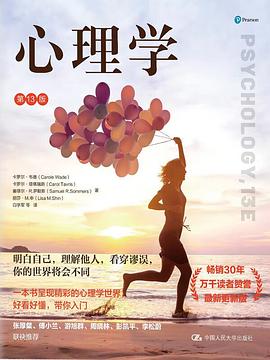 Pearson
心理学
第13版
PSYCHOLOGY, 13E
卡萝尔·韦德（Carole Wade）
卡萝尔·塔佛瑞斯（Carol Tavris）
塞缪尔·R.萨默斯（Samuel R.Sommers）
丽莎·M.申（Lisa M.Shin）
著
白学军 等 译
明白自己，理解他人，看穿谬误，
你的世界将会不同
一本书呈现精彩的心理学世界
好看好懂，带你入门
张厚粲、傅小兰、游旭群、周晓林、彭凯平、李松蔚
联袂推荐
畅销30年
万千读者赞誉
最新更新版
中国人民大学出版社